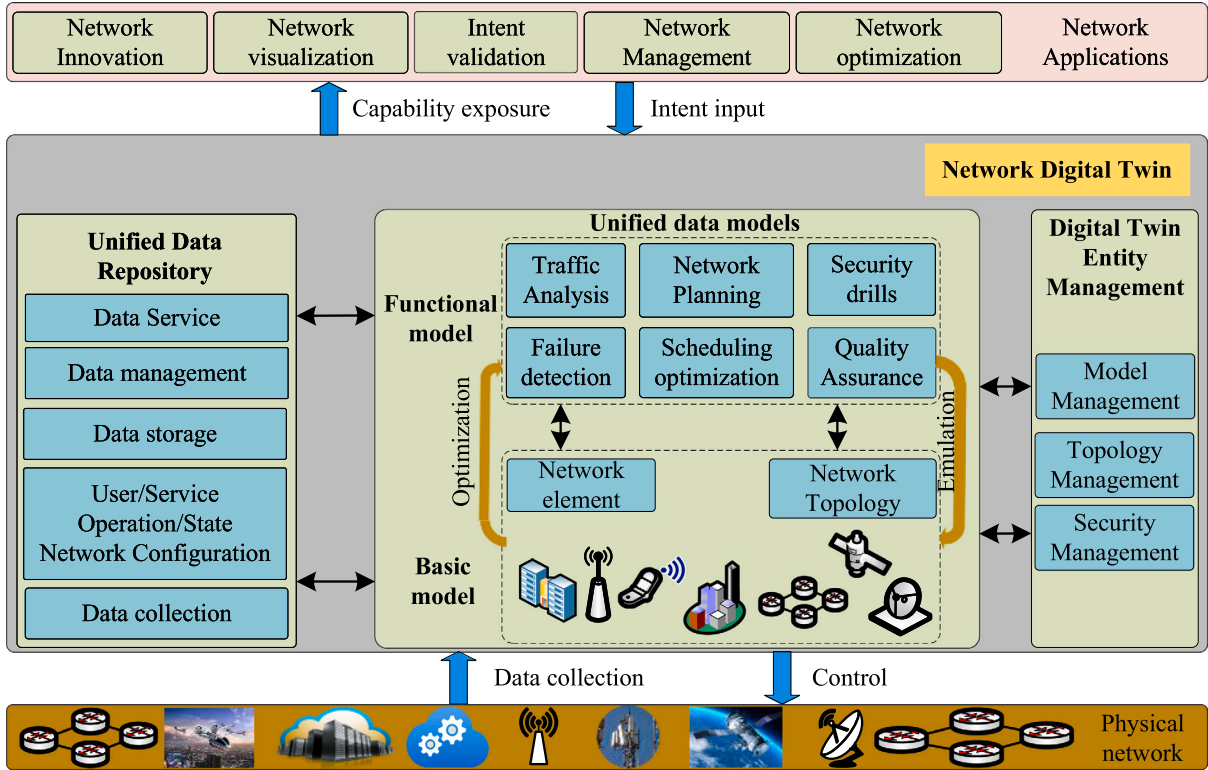 Network
Innovation
Network
visualization
Intent
validation
Network
Management
Network
optimization
Network
Applications
Capability exposure
Intent input
Network Digital Twin
Unified Data
Repository
Data Service
Data management
Data storage
User/Service
Operation/State
Network Configuration
Data collection
Unified data models
Functional
model
Traffic
Analysis
Network
Planning
Security
drills
Failure
detection
Scheduling
optimization
Quality
Assurance
Optimization
Emulation
Network
element
Network
Topology
Basic
model
Digital Twin
Entity
Management
Model
Management
Topology
Management
Security
Management
Data collection
Control
Physical
network